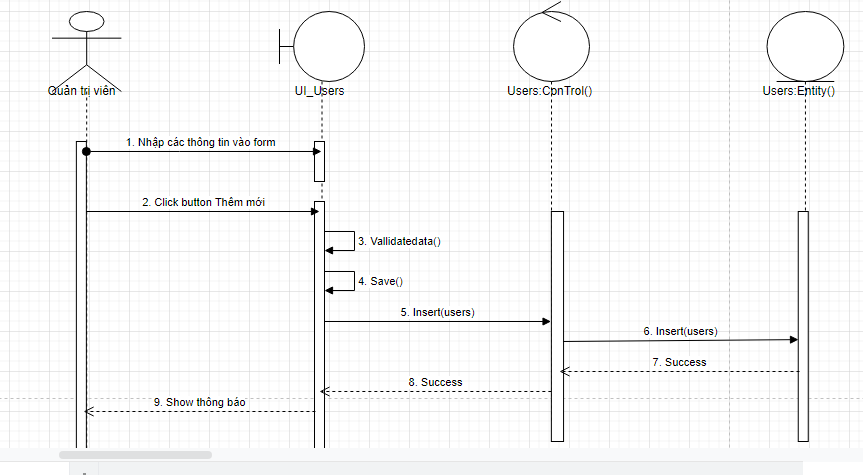 Quản trị viên
UI_Users
Users:ConTrol()
Users:Entity()
1. Nhập các thông tin vào form
2. Click button Thêm mới
3. Vallidatedata()
4. Save()
5. Insert(users)
6. Insert(users)
7. Success
8. Success
9. Show thông báo